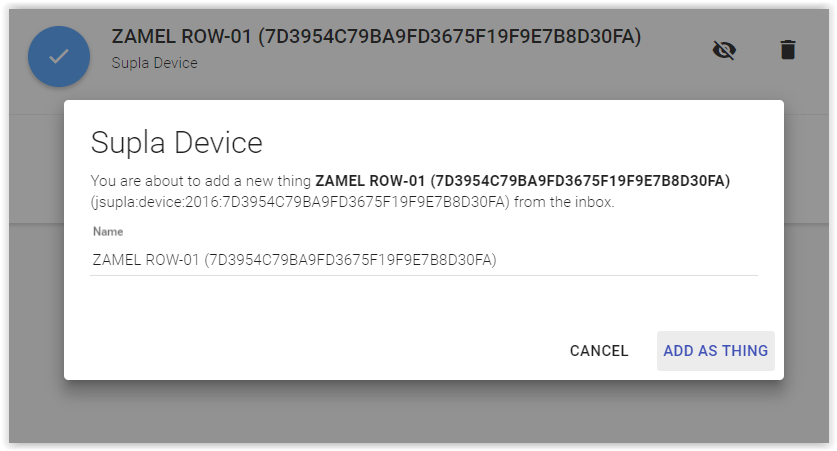 ZAMEL ROW-01 (7D3954C79BA9FD3675F19F9E7B8D30FA)
Supla Device
Supla Device
You are about to add a new thing ZAMEL ROW-01 (7D3954C79BA9FD3675F19F9E7B8D30FA)
(jsupla:device:2016:7D3954C79BA9FD3675F19F9E7B8D30FA) from the inbox.
Name
ZAMEL ROW-01 (7D3954C79BA9FD3675F19F9E7B8D30FA)
CANCEL ADD AS THING